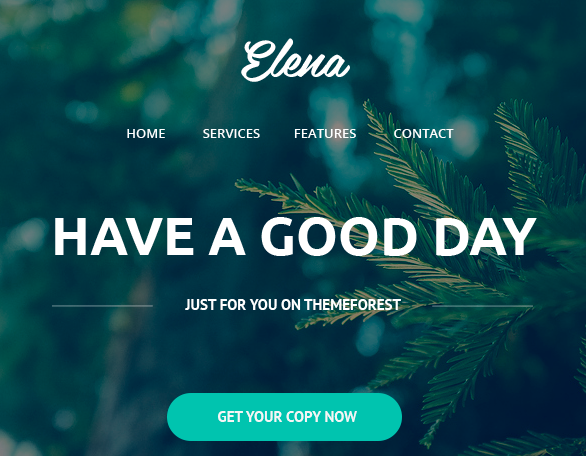 Elena
HOME SERVICES FEATURES CONTACT
HAVE A GOOD DAY
JUST FOR YOU ON THEMEFOREST
GET YOUR COPY NOW